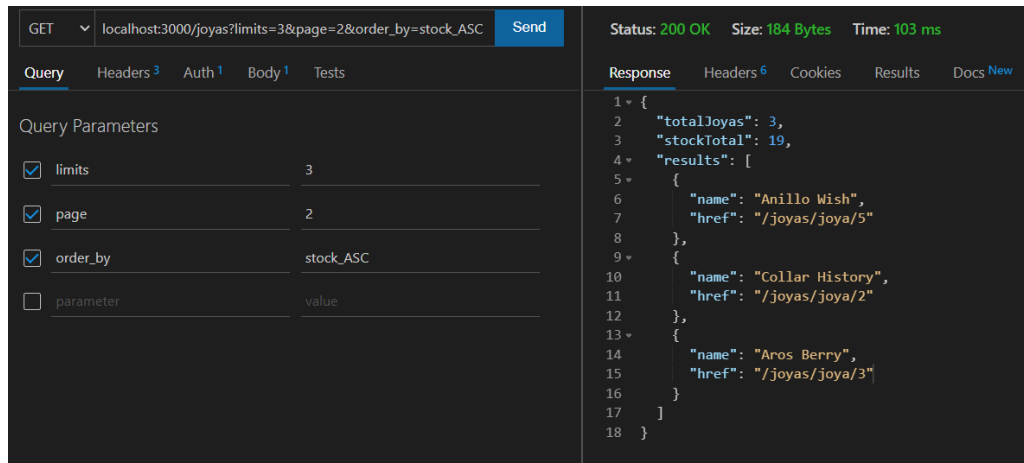 GET localhost:3000/joyas?limits=3&page=2&order_by=stock_ASC Send
Query Headers 3 Auth 1 Body 1 Tests
Query Parameters
limits 3
page 2
order_by stock_ASC
parameter value
Status: 200 OK Size: 184 Bytes Time: 103 ms
Response Headers 6 Cookies Results Docs New
1 {
2 "totalJoyas": 3,
3 "stockTotal": 19,
4 "results": [
5 {
6 "name": "Anillo Wish",
7 "href": "/joyas/joya/5"
8 },
9 {
10 "name": "Collar History",
11 "href": "/joyas/joya/2"
12 },
13 {
14 "name": "Aros Berry",
15 "href": "/joyas/joya/3"
16 }
17 ]
18 }